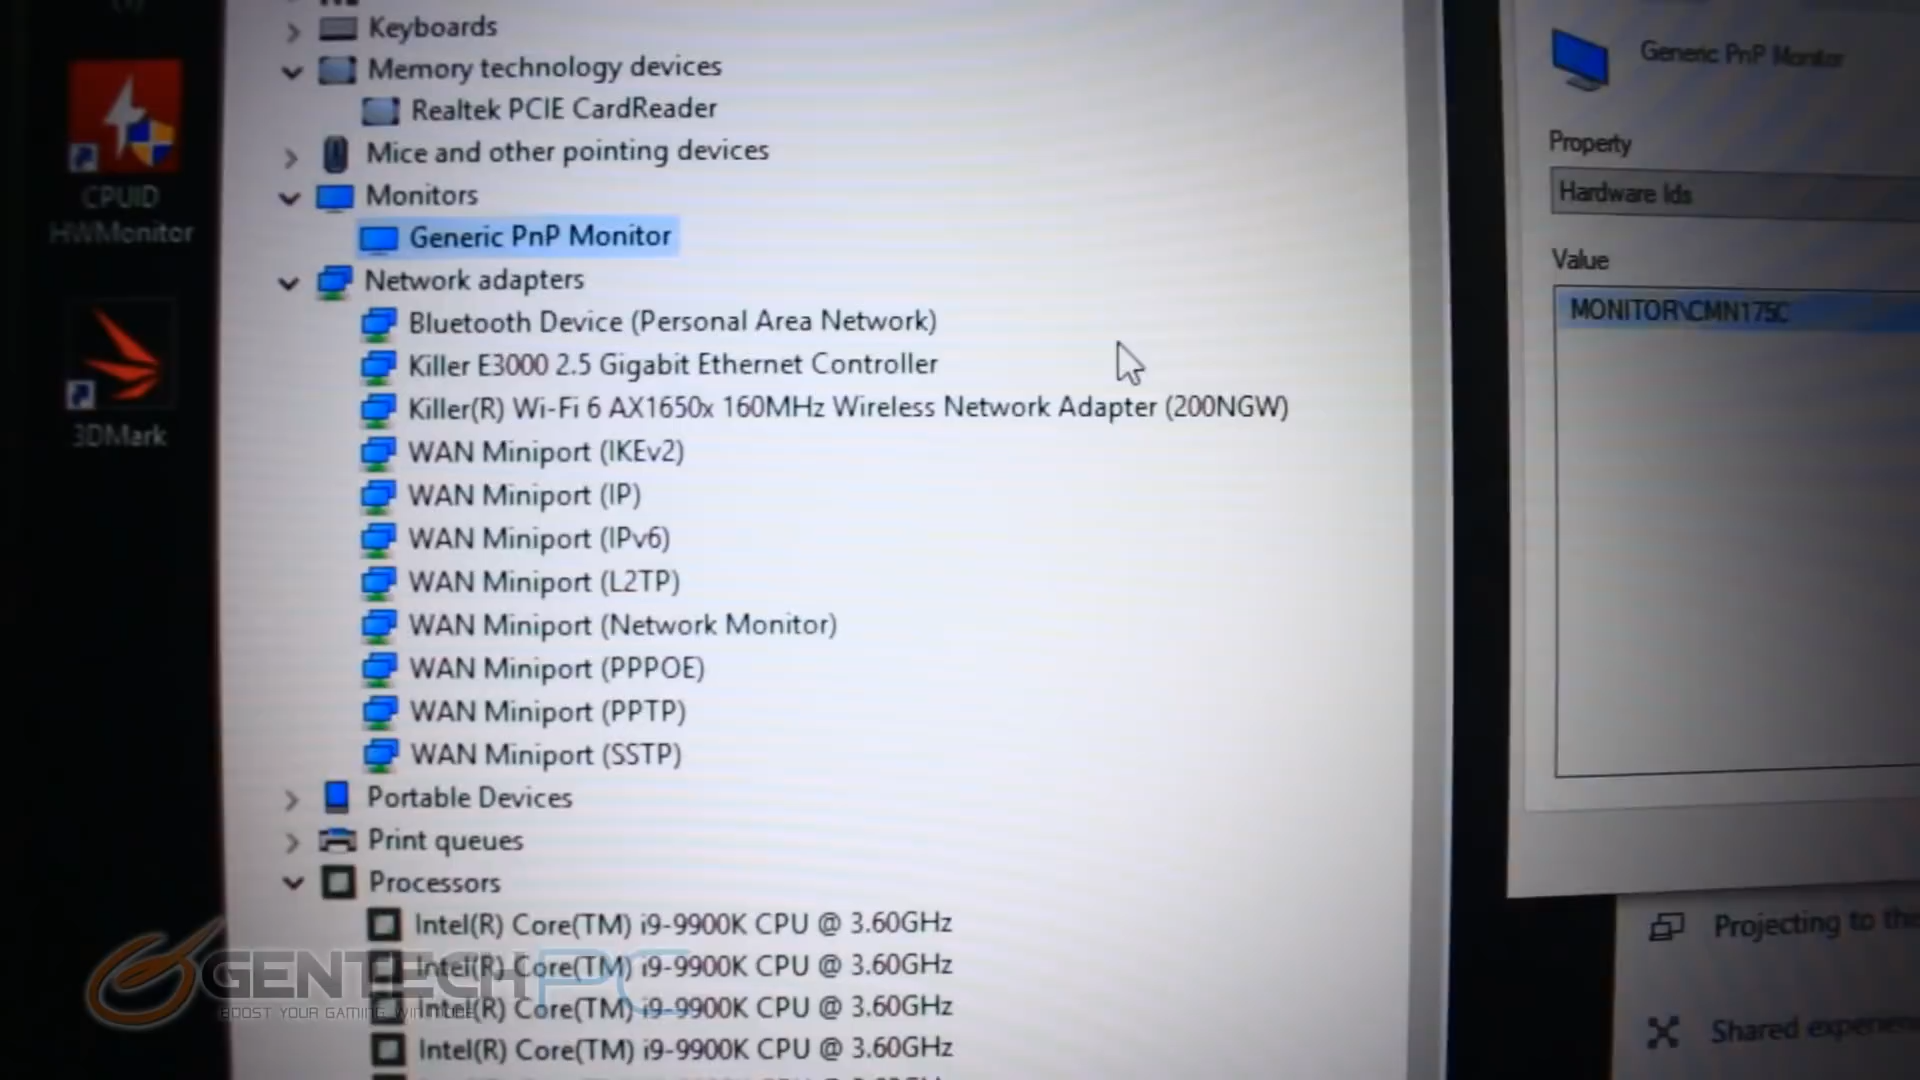 Keyboards
Memory technology devices
Realtek PCIE CardReader
Mice and other pointing devices
Monitors
Generic PnP Monitor
Network adapters
Bluetooth Device (Personal Area Network)
Killer E3000 2.5 Gigabit Ethernet Controller
Killer(R) Wi-Fi 6 AX1650x 160MHz Wireless Network Adapter (200NGW)
WAN Miniport (IKEv2)
WAN Miniport (IP)
WAN Miniport (IPv6)
WAN Miniport (L2TP)
WAN Miniport (Network Monitor)
WAN Miniport (PPPOE)
WAN Miniport (PPTP)
WAN Miniport (SSTP)
Portable Devices
Print queues
Processors
Intel(R) Core(TM) i9-9900K CPU @ 3.60GHz
Intel(R) Core(TM) i9-9900K CPU @ 3.60GHz
Intel(R) Core(TM) i9-9900K CPU @ 3.60GHz
Intel(R) Core(TM) i9-9900K CPU @ 3.60GHz
CPUID
HWMonitor
3DMark
Generic PnP Monitor
Property
Hardware Ids
Value
MONITOR\CMN175C
Projecting to this
Shared
GENTECHPC
BOOST YOUR GAMING